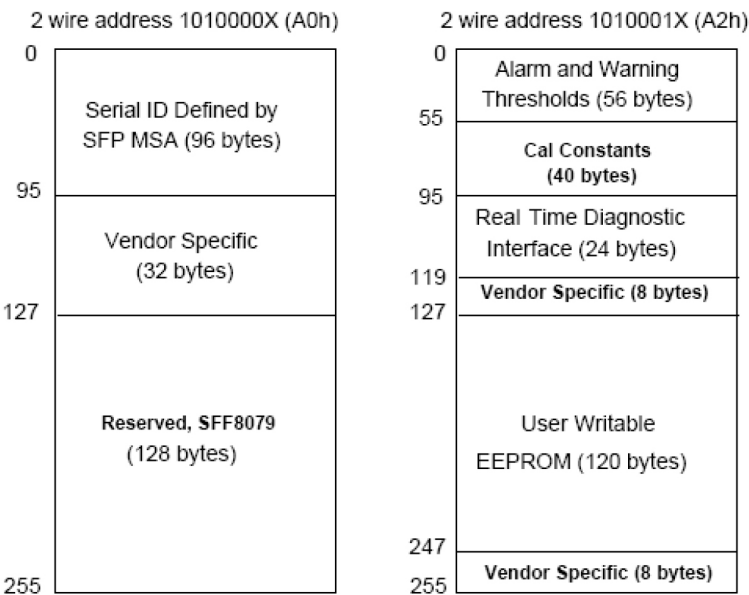 2 wire address 1010000X (A0h)
0
Serial ID Defined by
SFP MSA (96 bytes)
95
Vendor Specific
(32 bytes)
127
Reserved, SFF8079
(128 bytes)
255
2 wire address 1010001X (A2h)
0
Alarm and Warning
Thresholds (56 bytes)
55
Cal Constants
(40 bytes)
95
Real Time Diagnostic
Interface (24 bytes)
119
Vendor Specific (8 bytes)
127
User Writable
EEPROM (120 bytes)
247
Vendor Specific (8 bytes)
255